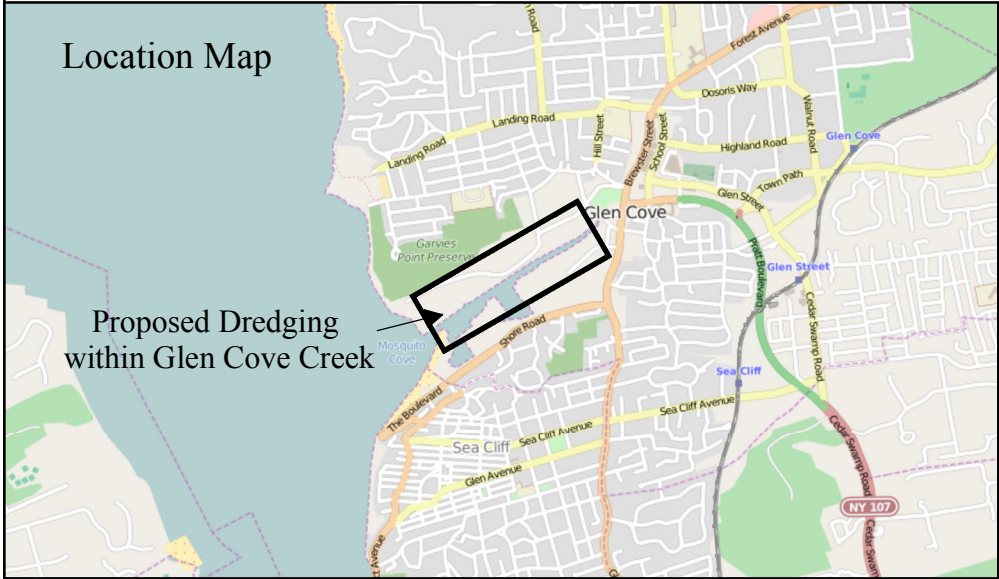 Location Map
Forest Avenue
Dosoris Way
Walnut Road
Landing Road
Landing Road
Hill Street
School Street
Brewster Street
Highland Road
Glen Cove
Town Path
Glen Street
Glen Cove
Garvies
Point Preserve
Pratt Boulevard
Glen Street
Proposed Dredging
within Glen Cove Creek
Mosquito
Cove
Shore Road
Cedar Swamp Road
Sea Cliff
The Boulevard
Sea Cliff Avenue
Sea Cliff Avenue
Sea Cliff
Glen Avenue
Cedar Swamp Road
NY 107
Cedar Swam
Avenue